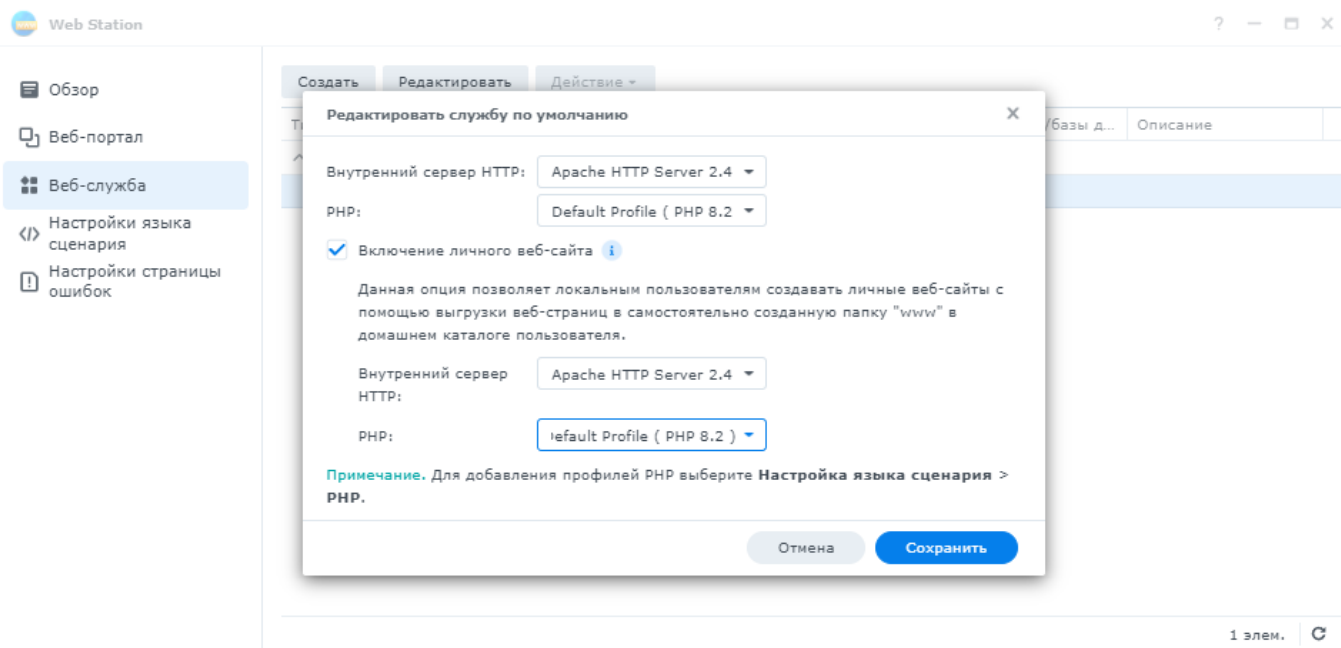 Web Station
Обзор
Веб-портал
Веб-служба
Настройки языка
сценария
Настройки страницы
ошибок
Создать Редактировать Действие
/базы д... Описание
Редактировать службу по умолчанию
Внутренний сервер HTTP: Apache HTTP Server 2.4
PHP: Default Profile ( PHP 8.2
Включение личного веб-сайта i
Данная опция позволяет локальным пользователям создавать личные веб-сайты с
помощью выгрузки веб-страниц в самостоятельно созданную папку "www" в
домашнем каталоге пользователя.
Внутренний сервер
HTTP:
Apache HTTP Server 2.4
PHP: efault Profile ( PHP 8.2 )
Примечание. Для добавления профилей PHP выберите Настройка языка сценария >
PHP.
Отмена Сохранить
1 элем.